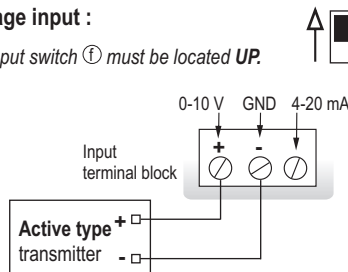 age input :
put switch ⓕ must be located UP.
0-10 V GND 4-20 mA
+ -
Input
terminal block
Active type +
transmitter -